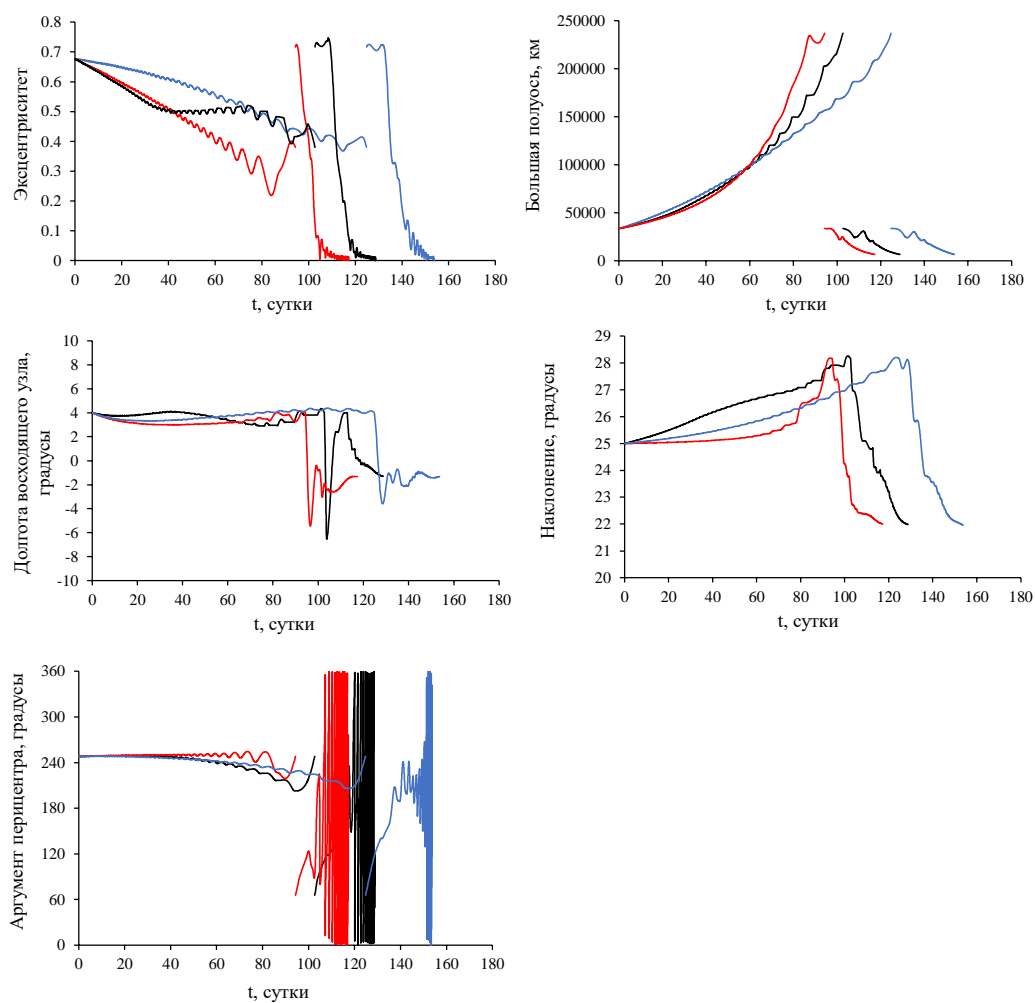 0.8
0.7
0.6
0.5
0.4
0.3
0.2
0.1
0
0 20 40 60 80 100 120 140 160 180
Эксцентриситет
t, сутки
250000
200000
150000
100000
50000
0
0 20 40 60 80 100 120 140 160 180
Большая полуось, км
t, сутки
10
8
6
4
2
0
-2
-4
-6
-8
-10
0 20 40 60 80 100 120 140 160 180
Долгота восходящего узла,
градусы
t, сутки
29
28
27
26
25
24
23
22
21
20
0 20 40 60 80 100 120 140 160 180
Наклонение, градусы
t, сутки
360
300
240
180
120
60
0
0 20 40 60 80 100 120 140 160 180
Аргумент перицентра, градусы
t, сутки